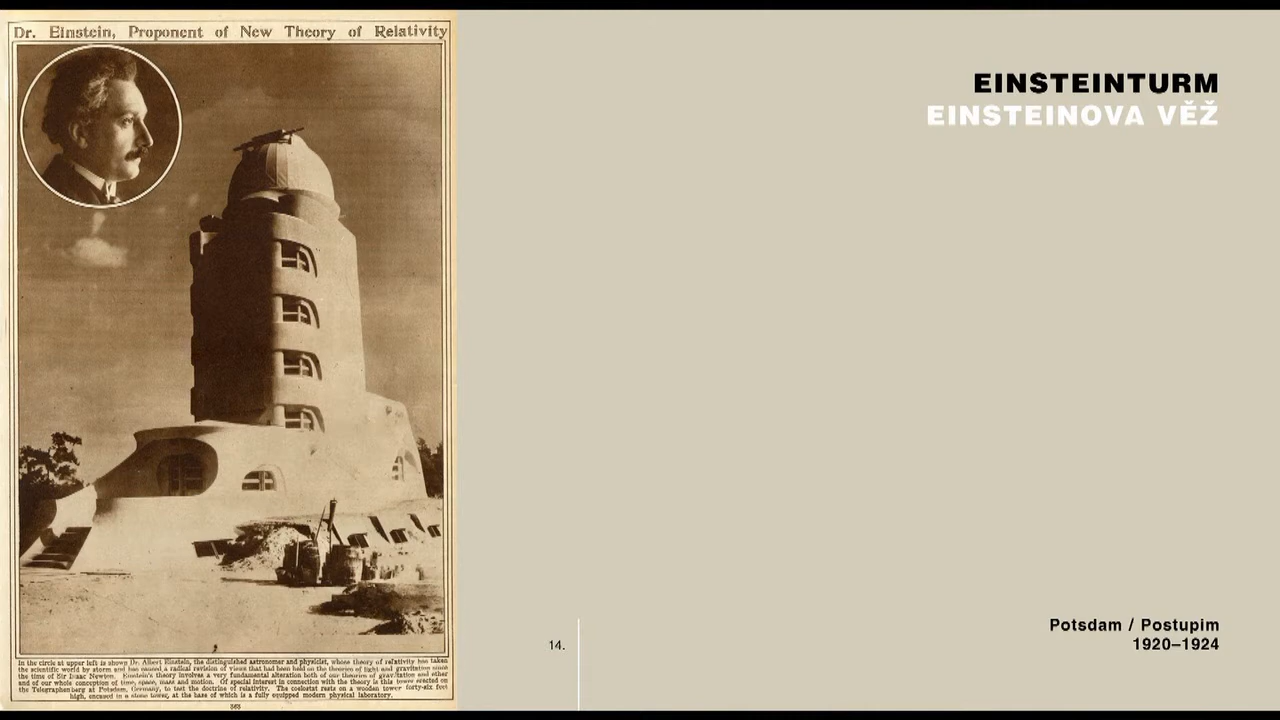 Dr. Einstein, Proponent of New Theory of Relativity
In the circle at upper left is shown Dr. Albert Einstein, the distinguished astronomer and physicist, whose theory of relativity has taken
the scientific world by storm and has caused a radical revision of views that had been held on the theories of light and gravitation since
the time of Sir Isaac Newton. Einstein's theory involves a very fundamental alteration both of our theories of gravitation and ether
and of our whole conception of time, space, mass and motion. Of special interest in connection with the theory is this tower erected on
the Telegraphenberg at Potsdam, Germany, to test the doctrine of relativity. The coelostat rests on a wooden tower forty-six feet
high, encased in a stone tower, at the base of which is a fully equipped modern physical laboratory.
EINSTEINTURM
EINSTEINOVA VĚŽ
14.
Potsdam / Postupim
1920–1924